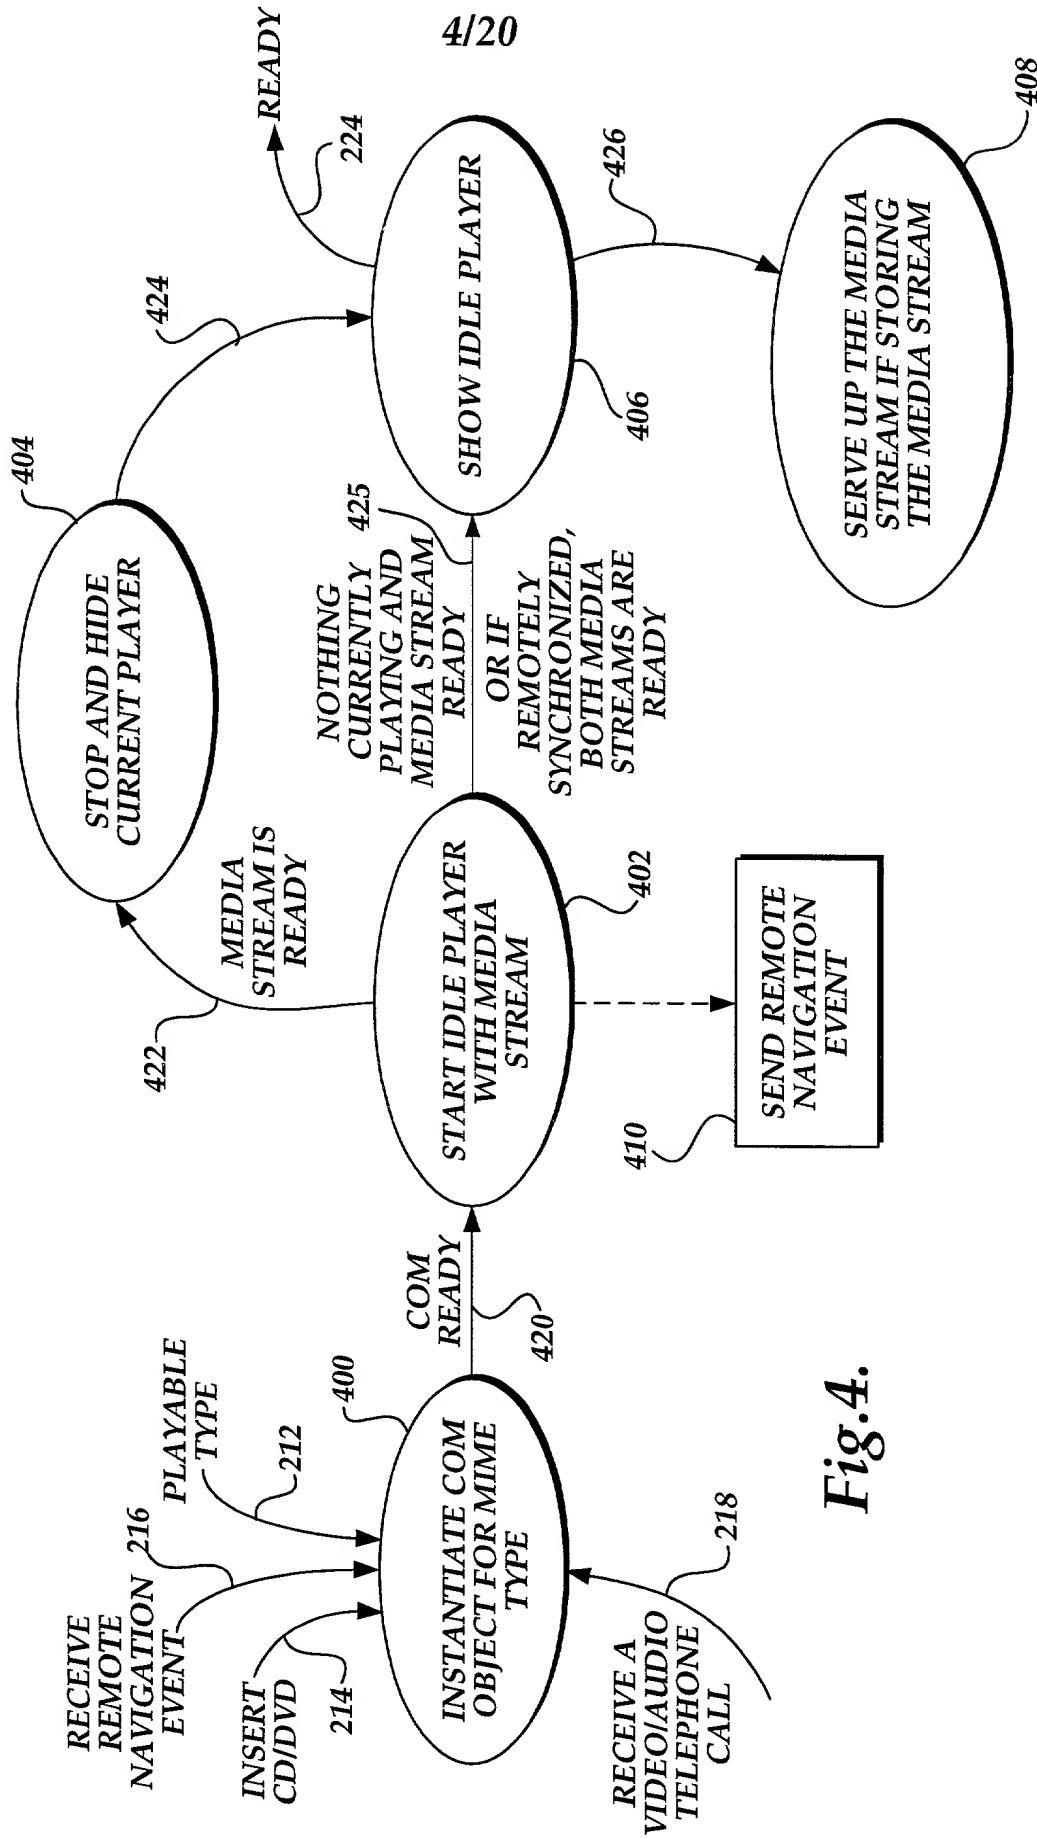 4/20
RECEIVE
REMOTE
NAVIGATION
EVENT
216
PLAYABLE
TYPE
212
INSERT
CD/DVD
214
400
INSTANTIATE COM
OBJECT FOR MIME
TYPE
RECEIVE A
VIDEO/AUDIO
TELEPHONE
CALL
218
COM
READY
420
START IDLE PLAYER
WITH MEDIA
STREAM
402
422
MEDIA
STREAM IS
READY
STOP AND HIDE
CURRENT PLAYER
404
424
410
SEND REMOTE
NAVIGATION
EVENT
NOTHING
CURRENTLY
PLAYING AND
MEDIA STREAM
READY
425
OR IF
REMOTELY
SYNCHRONIZED,
BOTH MEDIA
STREAMS ARE
READY
SHOW IDLE PLAYER
406
224
READY
426
SERVE UP THE MEDIA
STREAM IF STORING
THE MEDIA STREAM
408
Fig.4.